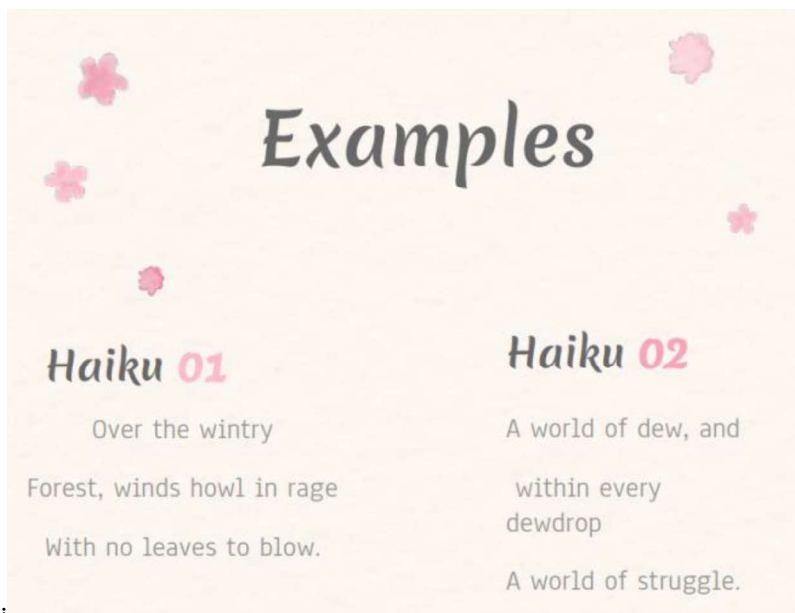 Examples
Haiku 01
Over the wintry
Forest, winds howl in rage
With no leaves to blow.
Haiku 02
A world of dew, and
within every
dewdrop
A world of struggle.